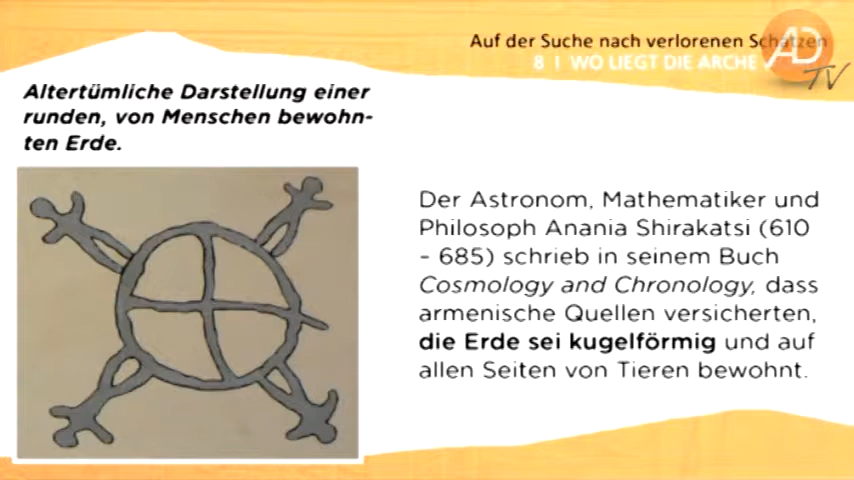 Auf der Suche nach verlorenen Schätzen
8 | WO LIEGT DIE ARCHE
AD
TV
Altertümliche Darstellung einer
runden, von Menschen bewohn-
ten Erde.
Der Astronom, Mathematiker und
Philosoph Anania Shirakatsi (610
- 685) schrieb in seinem Buch
Cosmology and Chronology, dass
armenische Quellen versicherten,
die Erde sei kugelförmig und auf
allen Seiten von Tieren bewohnt.